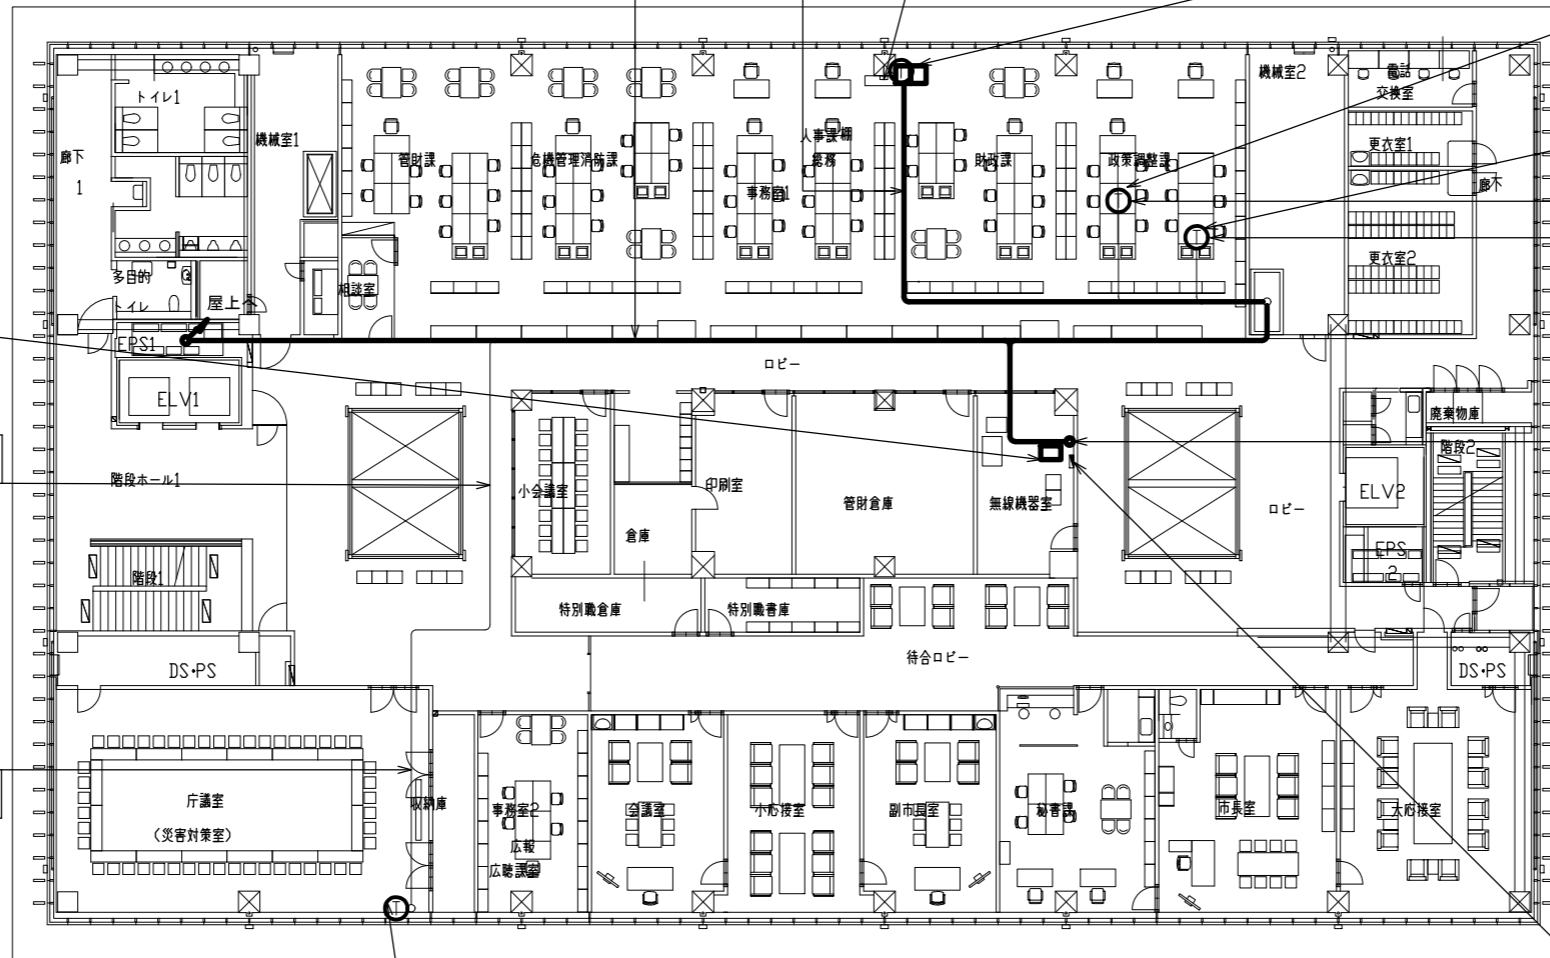 トイレ1
機械室1
廊下
1
管財課
危機管理消防課
人事課
総務
事務室1
財政課
政策調整課
機械室2
電話
交換室
更衣室1
廊下
更衣室2
多目的
トイレ
屋上へ
相談室
EPS1
ELV1
ロビー
階段ホール1
小会議室
倉庫
印刷室
管財倉庫
無線機器室
ロビー
廃棄物庫
階段2
ELV2
EPS
2
階段1
特別職倉庫
特別職書庫
待合ロビー
DS・PS
DS・PS
庁議室
(災害対策室)
収納庫
事務室2
広報
広聴課室
会議室
小応接室
副市長室
秘書課
市長室
大応接室